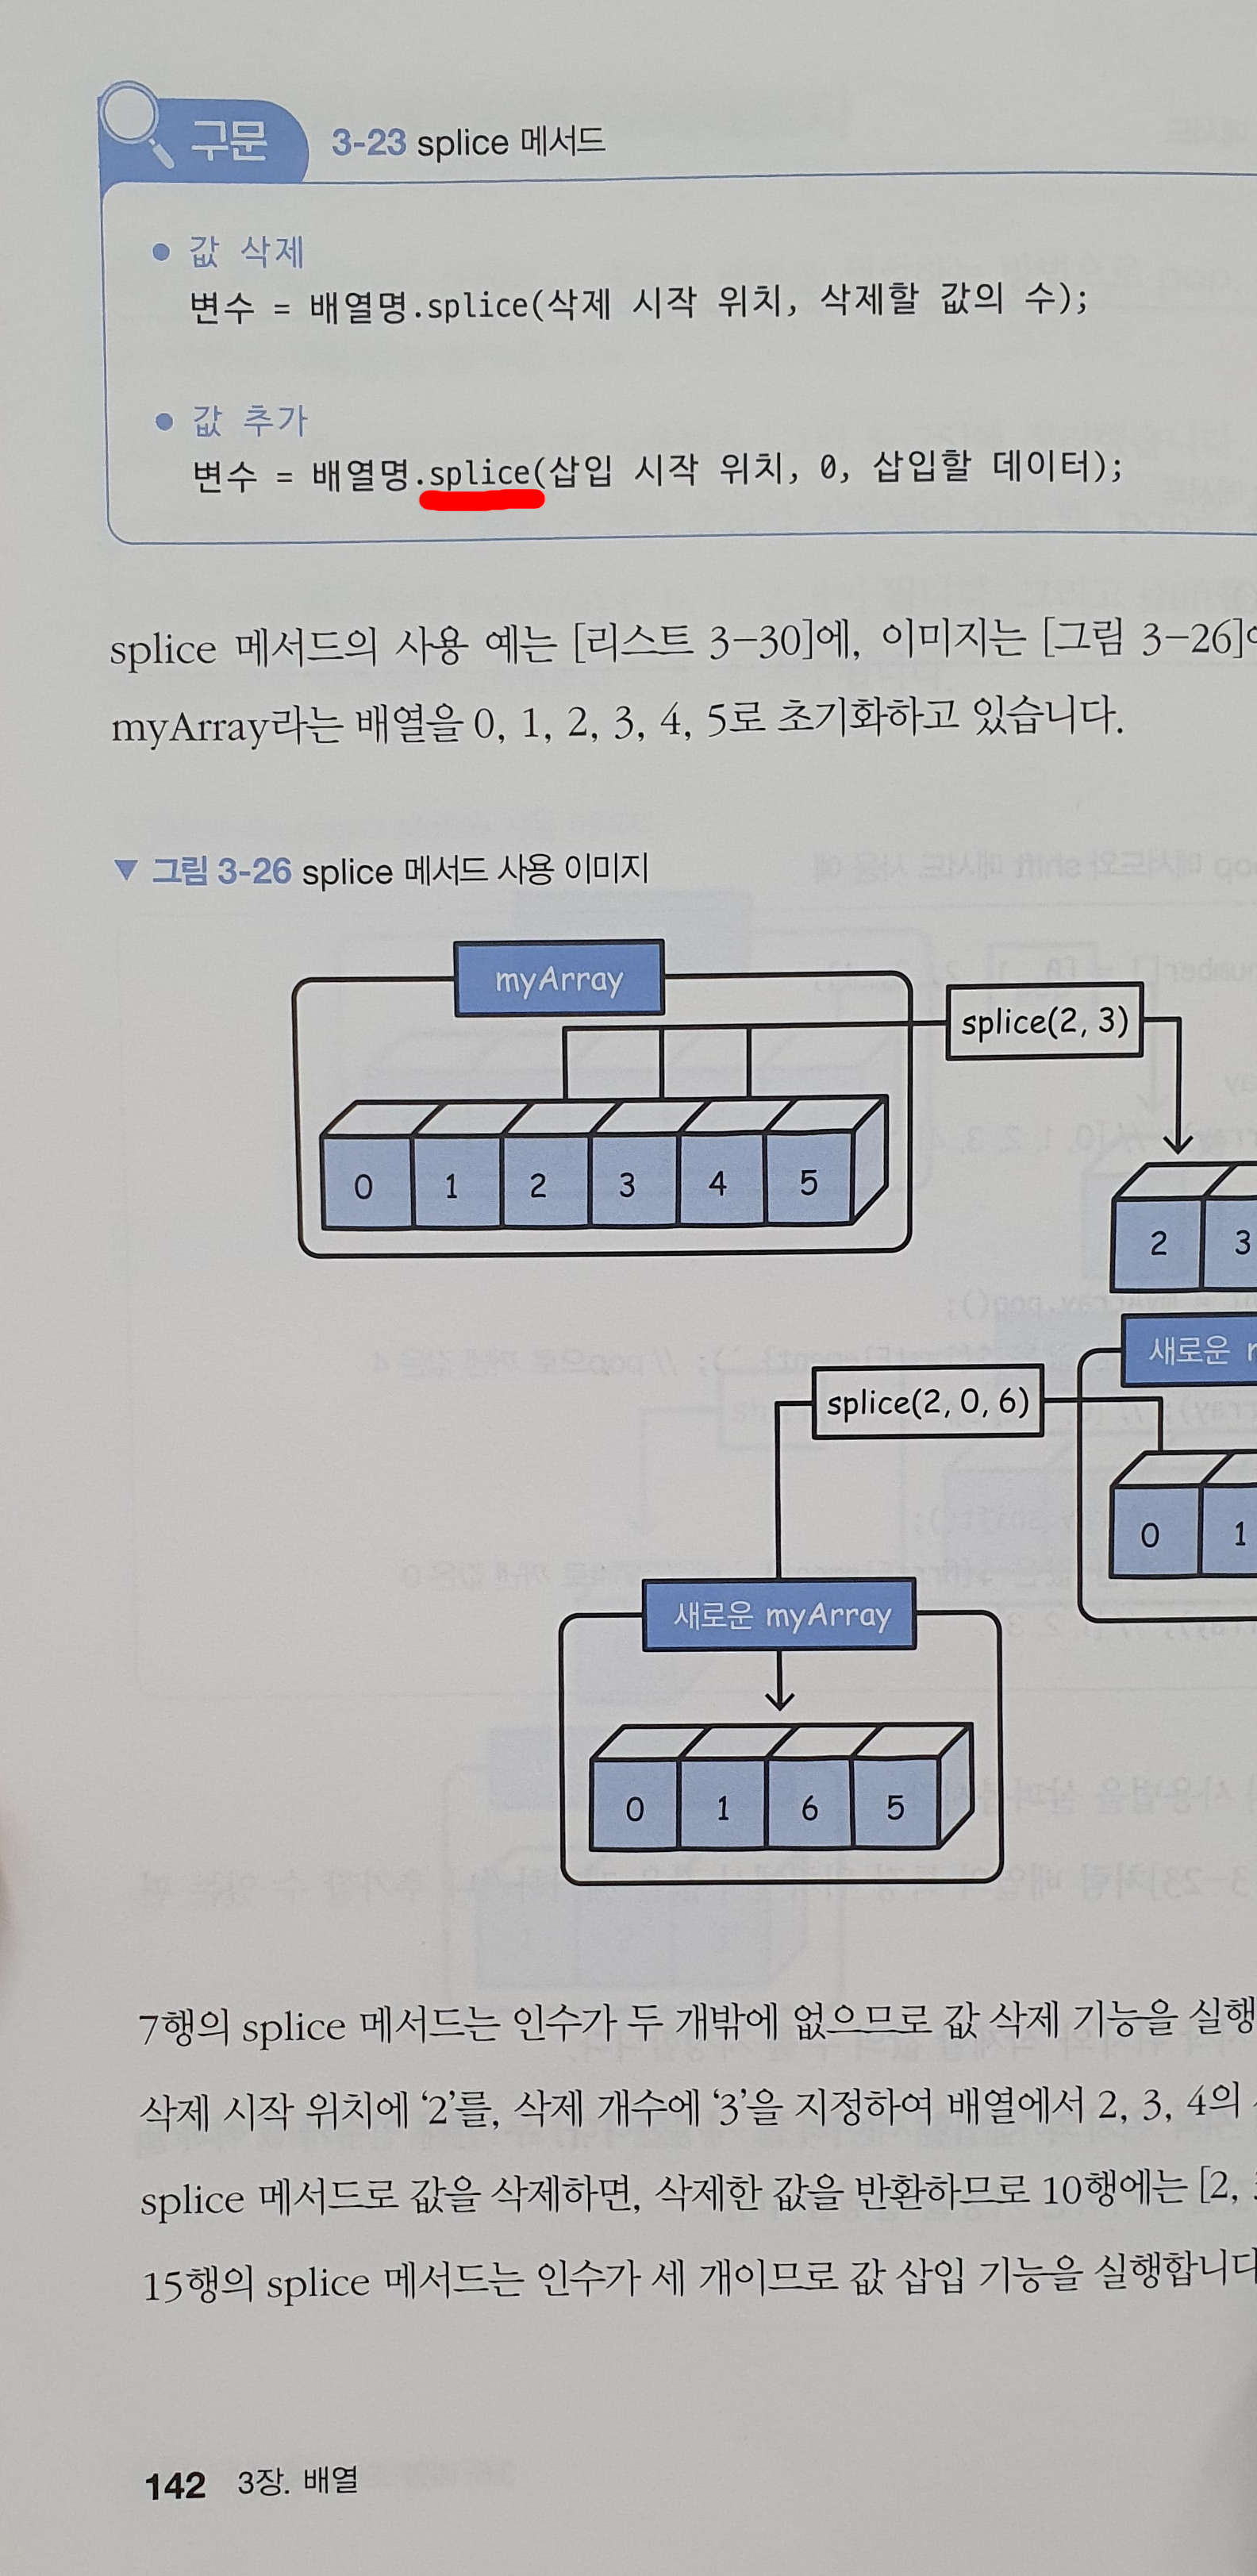 구문 3-23 splice 메서드
● 값 삭제
변수 = 배열명.splice(삭제 시작 위치, 삭제할 값의 수);
● 값 추가
변수 = 배열명.splice(삽입 시작 위치, 0, 삽입할 데이터);
splice 메서드의 사용 예는 [리스트 3-30]에, 이미지는 [그림 3-26]
myArray라는 배열을 0, 1, 2, 3, 4, 5로 초기화하고 있습니다.
▼ 그림 3-26 splice 메서드 사용 이미지
myArray
splice(2, 3)
0 1 2 3 4 5
2 3
새로운
splice(2, 0, 6)
0 1
새로운 myArray
0 1 6 5
7행의 splice 메서드는 인수가 두 개밖에 없으므로 값 삭제 기능을 실행
삭제 시작 위치에 ‘2’를, 삭제 개수에 ‘3’을 지정하여 배열에서 2, 3, 4의
splice 메서드로 값을 삭제하면, 삭제한 값을 반환하므로 10행에는 [2,
15행의 splice 메서드는 인수가 세 개이므로 값 삽입 기능을 실행합니다
142 3장. 배열